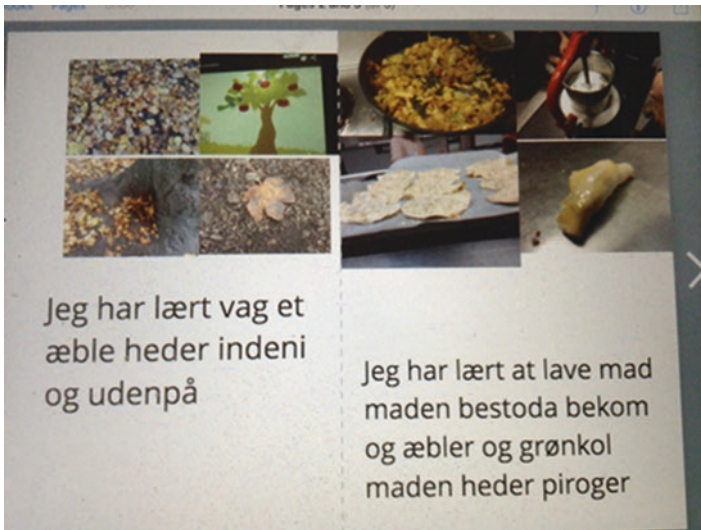 Pages
Jeg har lært vag et
æble heder indeni
og udenpå
Jeg har lært at lave mad
maden bestoda bekom
og æbler og grønkol
maden heder piroger